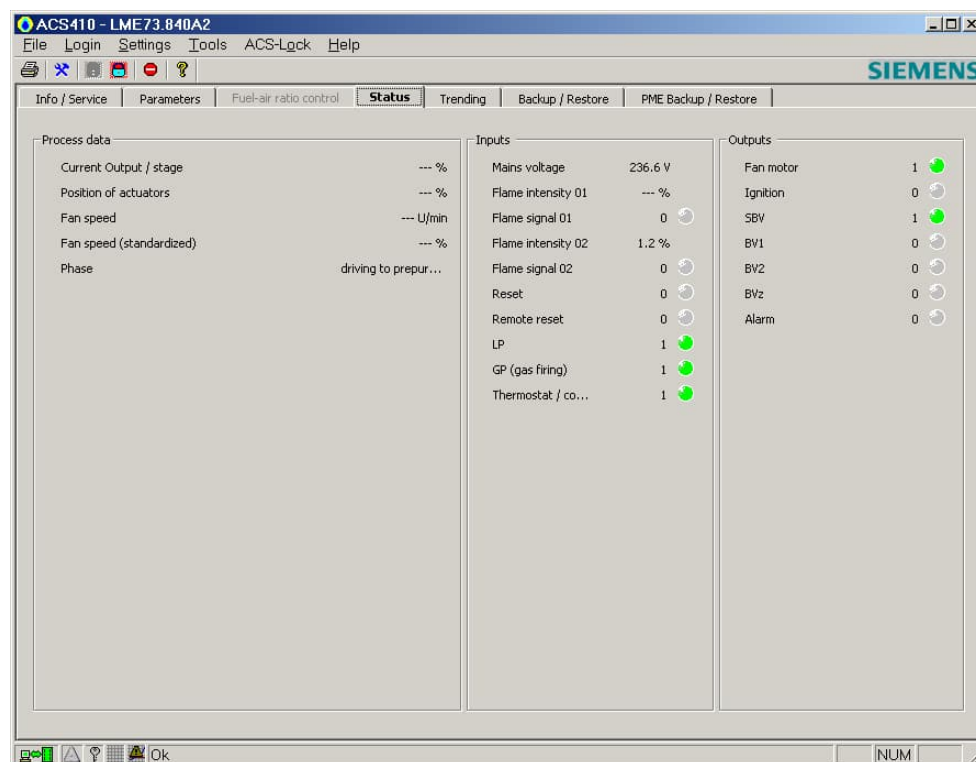 ACS410 - LME73.840A2
File Login Settings Tools ACS-Lock Help
SIEMENS
Info / Service Parameters Fuel-air ratio control Status Trending Backup / Restore PME Backup / Restore
Process data
Current Output / stage --- %
Position of actuators --- %
Fan speed --- U/min
Fan speed (standardized) --- %
Phase driving to prepur...
Inputs
Mains voltage 236.6 V
Flame intensity 01 --- %
Flame signal 01 0
Flame intensity 02 1.2 %
Flame signal 02 0
Reset 0
Remote reset 0
LP 1
GP (gas firing) 1
Thermostat / co... 1
Outputs
Fan motor 1
Ignition 0
SBV 1
BV1 0
BV2 0
BVz 0
Alarm 0
Ok NUM